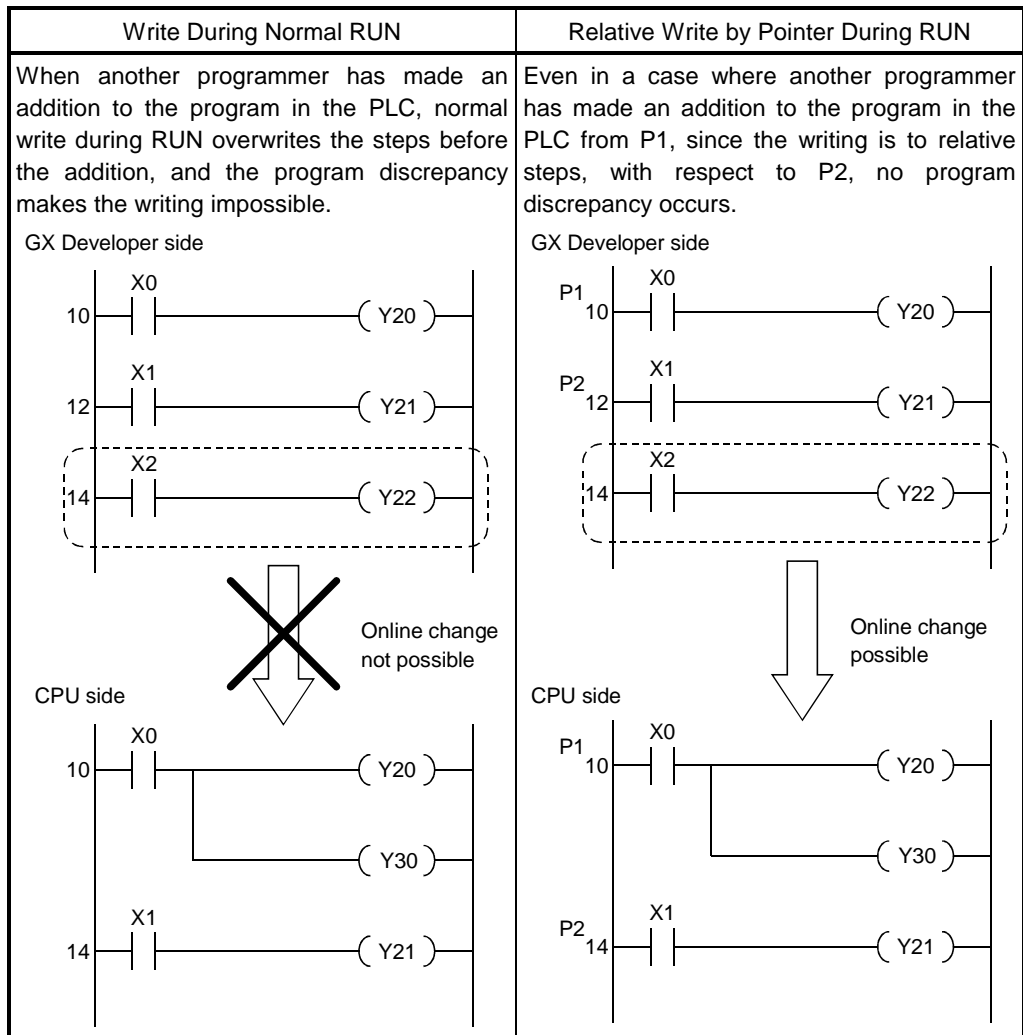 Write During Normal RUN
Relative Write by Pointer During RUN
When another programmer has made an
addition to the program in the PLC, normal
write during RUN overwrites the steps before
the addition, and the program discrepancy
makes the writing impossible.
GX Developer side
X0
10
Y20
X1
12
Y21
X2
14
Y22
Online change
not possible
CPU side
X0
10
Y20
Y30
X1
14
Y21
Even in a case where another programmer
has made an addition to the program in the
PLC from P1, since the writing is to relative
steps, with respect to P2, no program
discrepancy occurs.
GX Developer side
X0
P1
10
Y20
X1
P2
12
Y21
X2
14
Y22
Online change
possible
CPU side
X0
P1
10
Y20
Y30
X1
P2
14
Y21